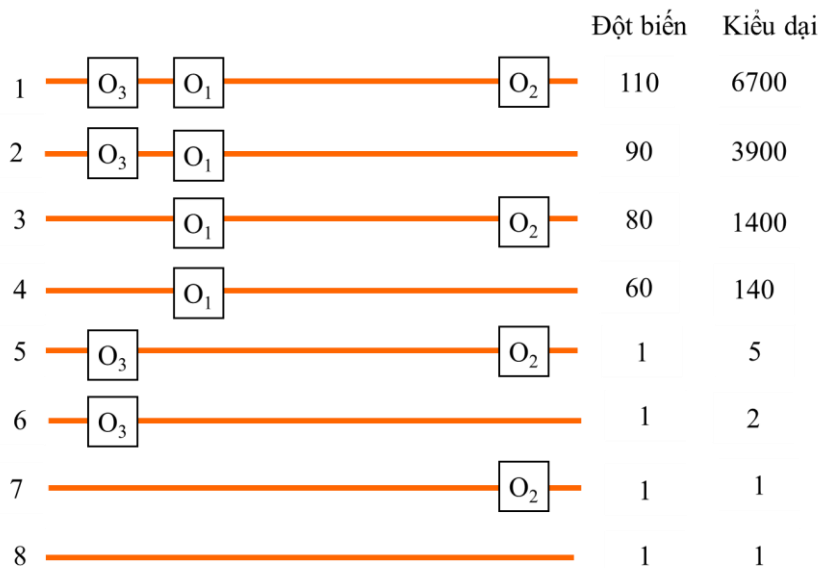 Đột biến Kiểu dại
1 O₃ O₁ O₂ 110 6700
2 O₃ O₁ 90 3900
3 O₁ O₂ 80 1400
4 O₁ 60 140
5 O₃ O₂ 1 5
6 O₃ 1 2
7 O₂ 1 1
8 1 1